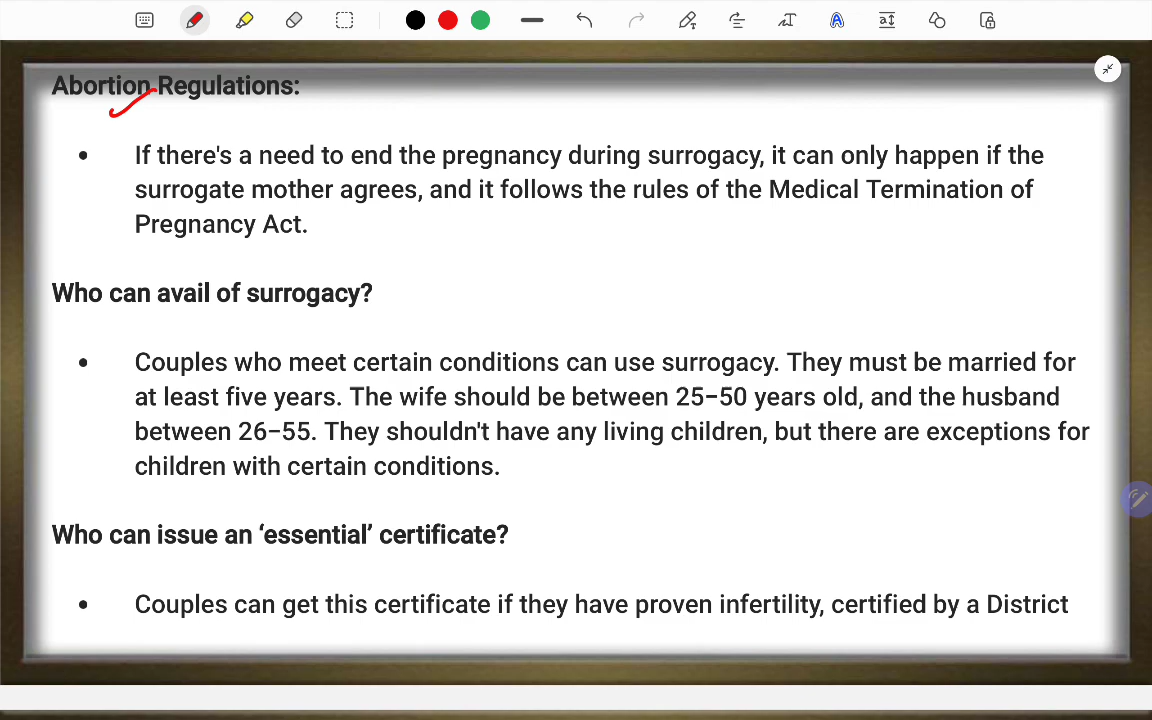 Abortion Regulations:
• If there's a need to end the pregnancy during surrogacy, it can only happen if the
surrogate mother agrees, and it follows the rules of the Medical Termination of
Pregnancy Act.
Who can avail of surrogacy?
• Couples who meet certain conditions can use surrogacy. They must be married for
at least five years. The wife should be between 25–50 years old, and the husband
between 26–55. They shouldn't have any living children, but there are exceptions for
children with certain conditions.
Who can issue an ‘essential’ certificate?
• Couples can get this certificate if they have proven infertility, certified by a District